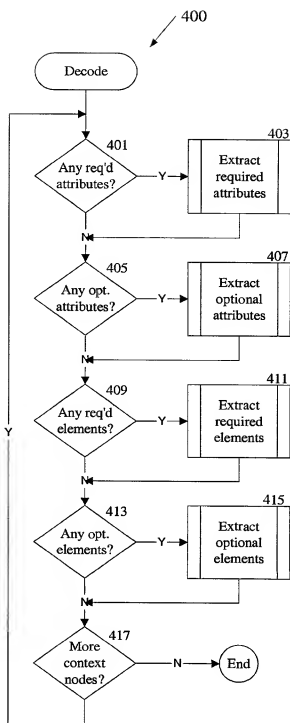 400
Decode
401
Any req'd
attributes?
Y
403
Extract
required
attributes
N
405
Any opt.
attributes?
Y
407
Extract
optional
attributes
N
409
Any req'd
elements?
Y
411
Extract
required
elements
Y
N
413
Any opt.
elements?
Y
415
Extract
optional
elements
N
417
More
context
nodes?
N
End